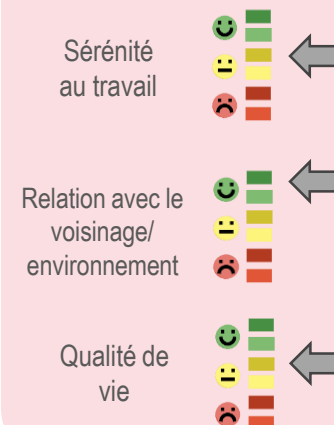 Sérénité
au travail
Relation avec le
voisinage/
environnement
Qualité de
vie